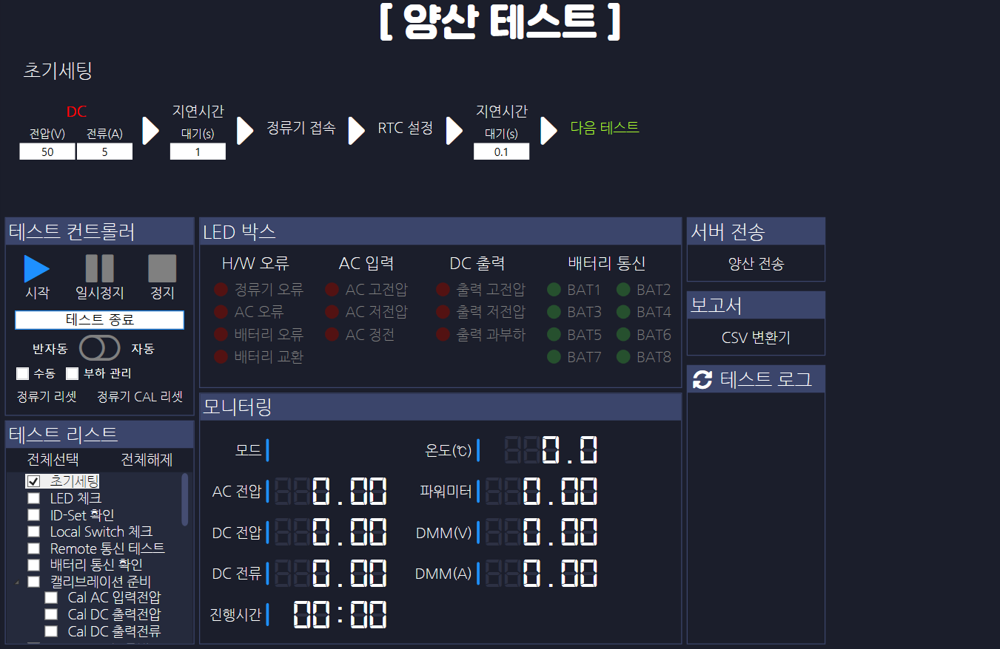 [ 양산 테스트 ]
초기세팅
DC
전압(V) 전류(A)
50 5
지연시간
대기(s)
1
정류기 접속
RTC 설정
지연시간
대기(s)
0.1
다음 테스트
테스트 컨트롤러
시작 일시정지 정지
테스트 종료
반자동 자동
수동 부하 관리
정류기 리셋 정류기 CAL 리셋
테스트 리스트
전체선택 전체해제
초기세팅
LED 체크
ID-Set 확인
Local Switch 체크
Remote 통신 테스트
배터리 통신 확인
캘리브레이션 준비
Cal AC 입력전압
Cal DC 출력전압
Cal DC 출력전류
LED 박스
H/W 오류 AC 입력 DC 출력 배터리 통신
정류기 오류 AC 고전압 출력 고전압 BAT1 BAT2
AC 오류 AC 저전압 출력 저전압 BAT3 BAT4
배터리 오류 AC 정전 출력 과부하 BAT5 BAT6
배터리 교환 BAT7 BAT8
모니터링
모드 온도(℃) 0.0
AC 전압 0.00 파워미터 0.00
DC 전압 0.00 DMM(V) 0.00
DC 전류 0.00 DMM(A) 0.00
진행시간 00:00
서버 전송
양산 전송
보고서
CSV 변환기
테스트 로그